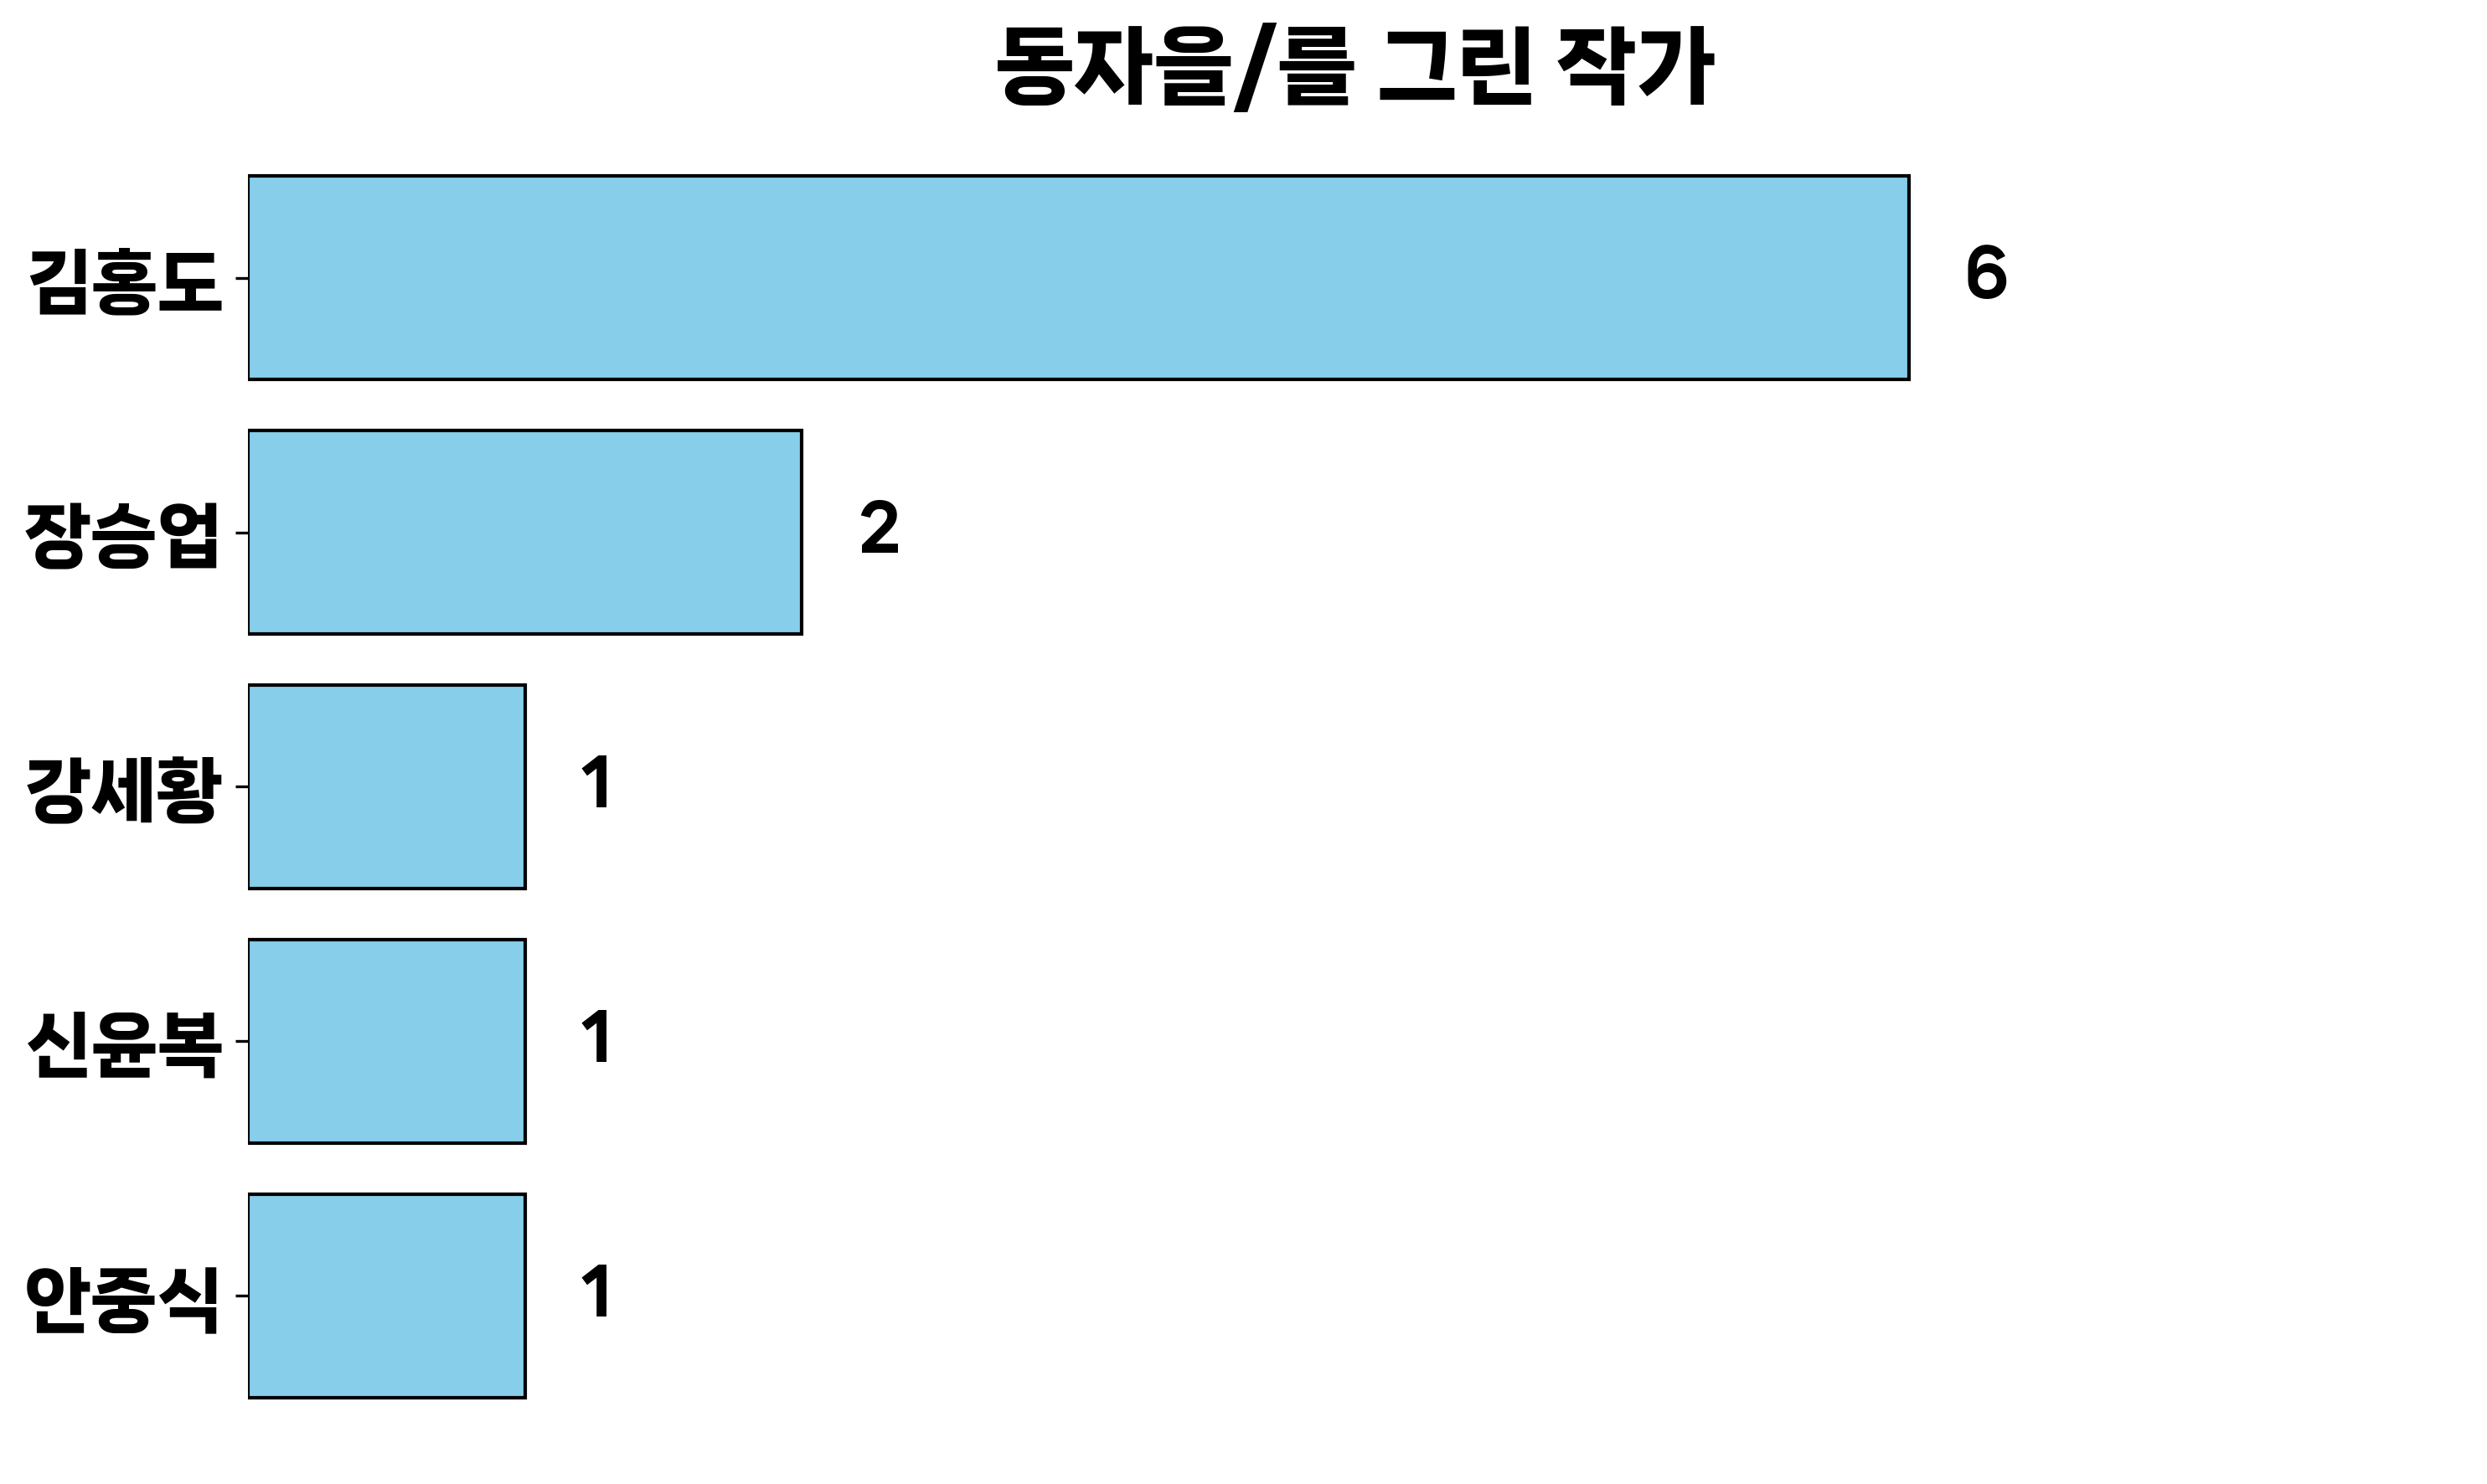 동자을/를 그린 작가
김홍도 6
장승업 2
강세황 1
신윤복 1
안중식 1